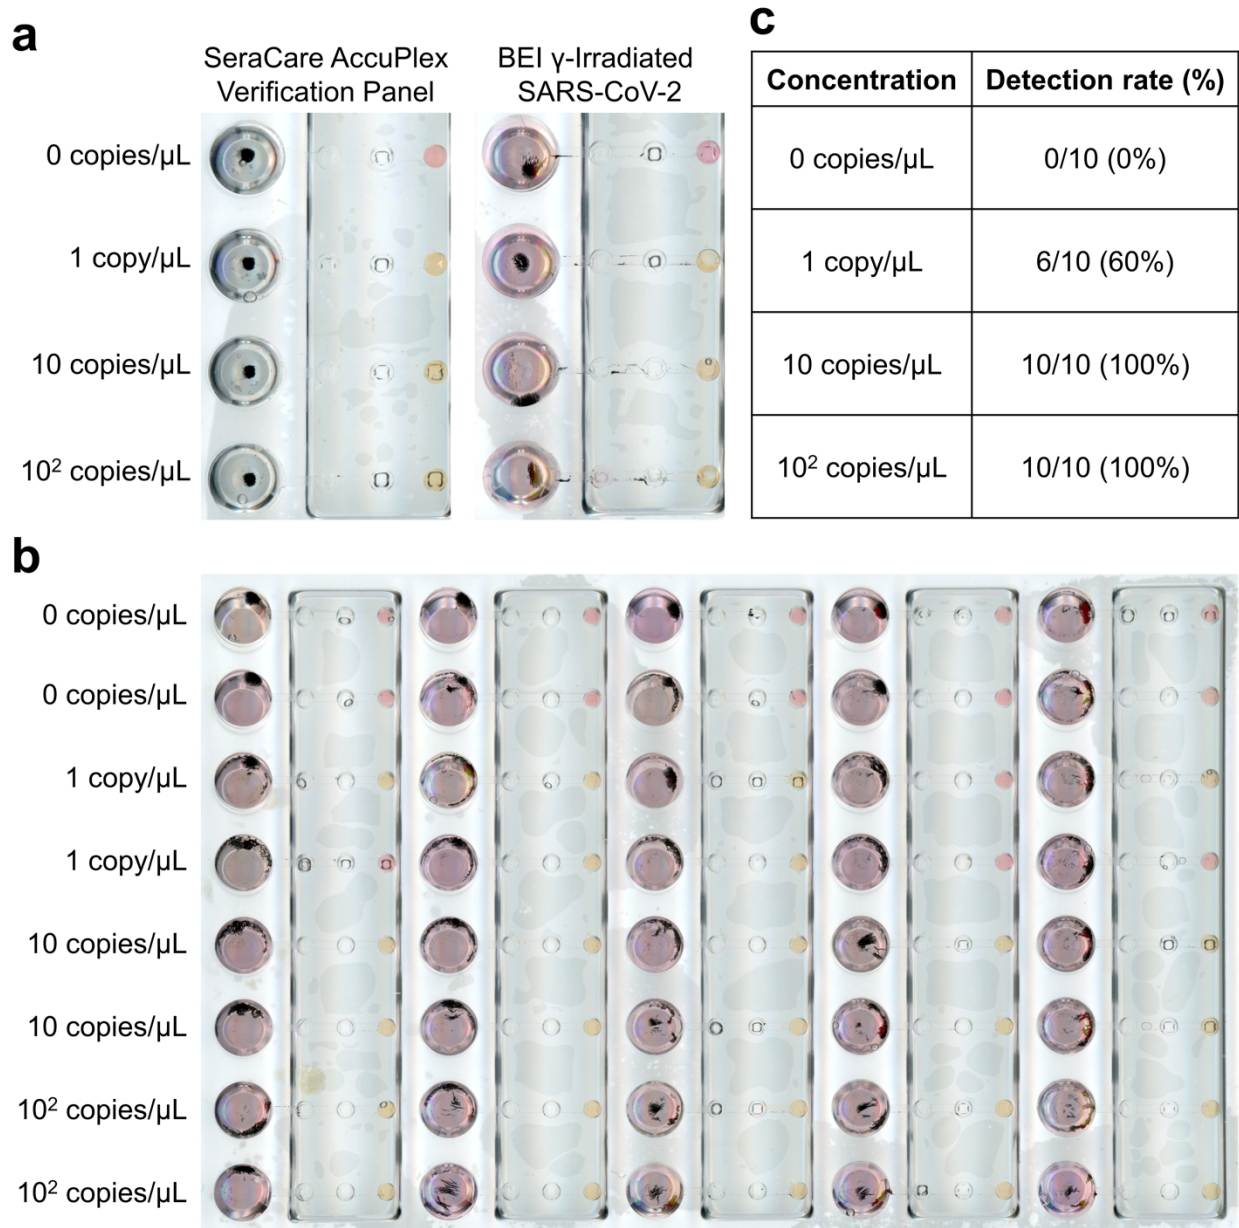 a
SeraCare AccuPlex
Verification Panel
BEI γ-Irradiated
SARS-CoV-2
0 copies/µL
1 copy/µL
10 copies/µL
10² copies/µL
c
Concentration Detection rate (%)
0 copies/µL 0/10 (0%)
1 copy/µL 6/10 (60%)
10 copies/µL 10/10 (100%)
10² copies/µL 10/10 (100%)
b
0 copies/µL
0 copies/µL
1 copy/µL
1 copy/µL
10 copies/µL
10 copies/µL
10² copies/µL
10² copies/µL